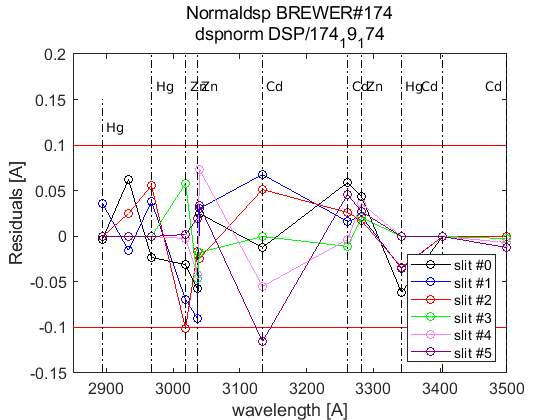 Normaldsp BREWER#174
dspnorm DSP/174₁9₁74
Residuals [A]
0.2
0.15
0.1
0.05
0
-0.05
-0.1
-0.15
Hg
Hg
Zn
Zn
Cd
Cd
Zn
Hg
Cd
Cd
slit #0
slit #1
slit #2
slit #3
slit #4
slit #5
2900
3000
3100
3200
3300
3400
3500
wavelength [A]